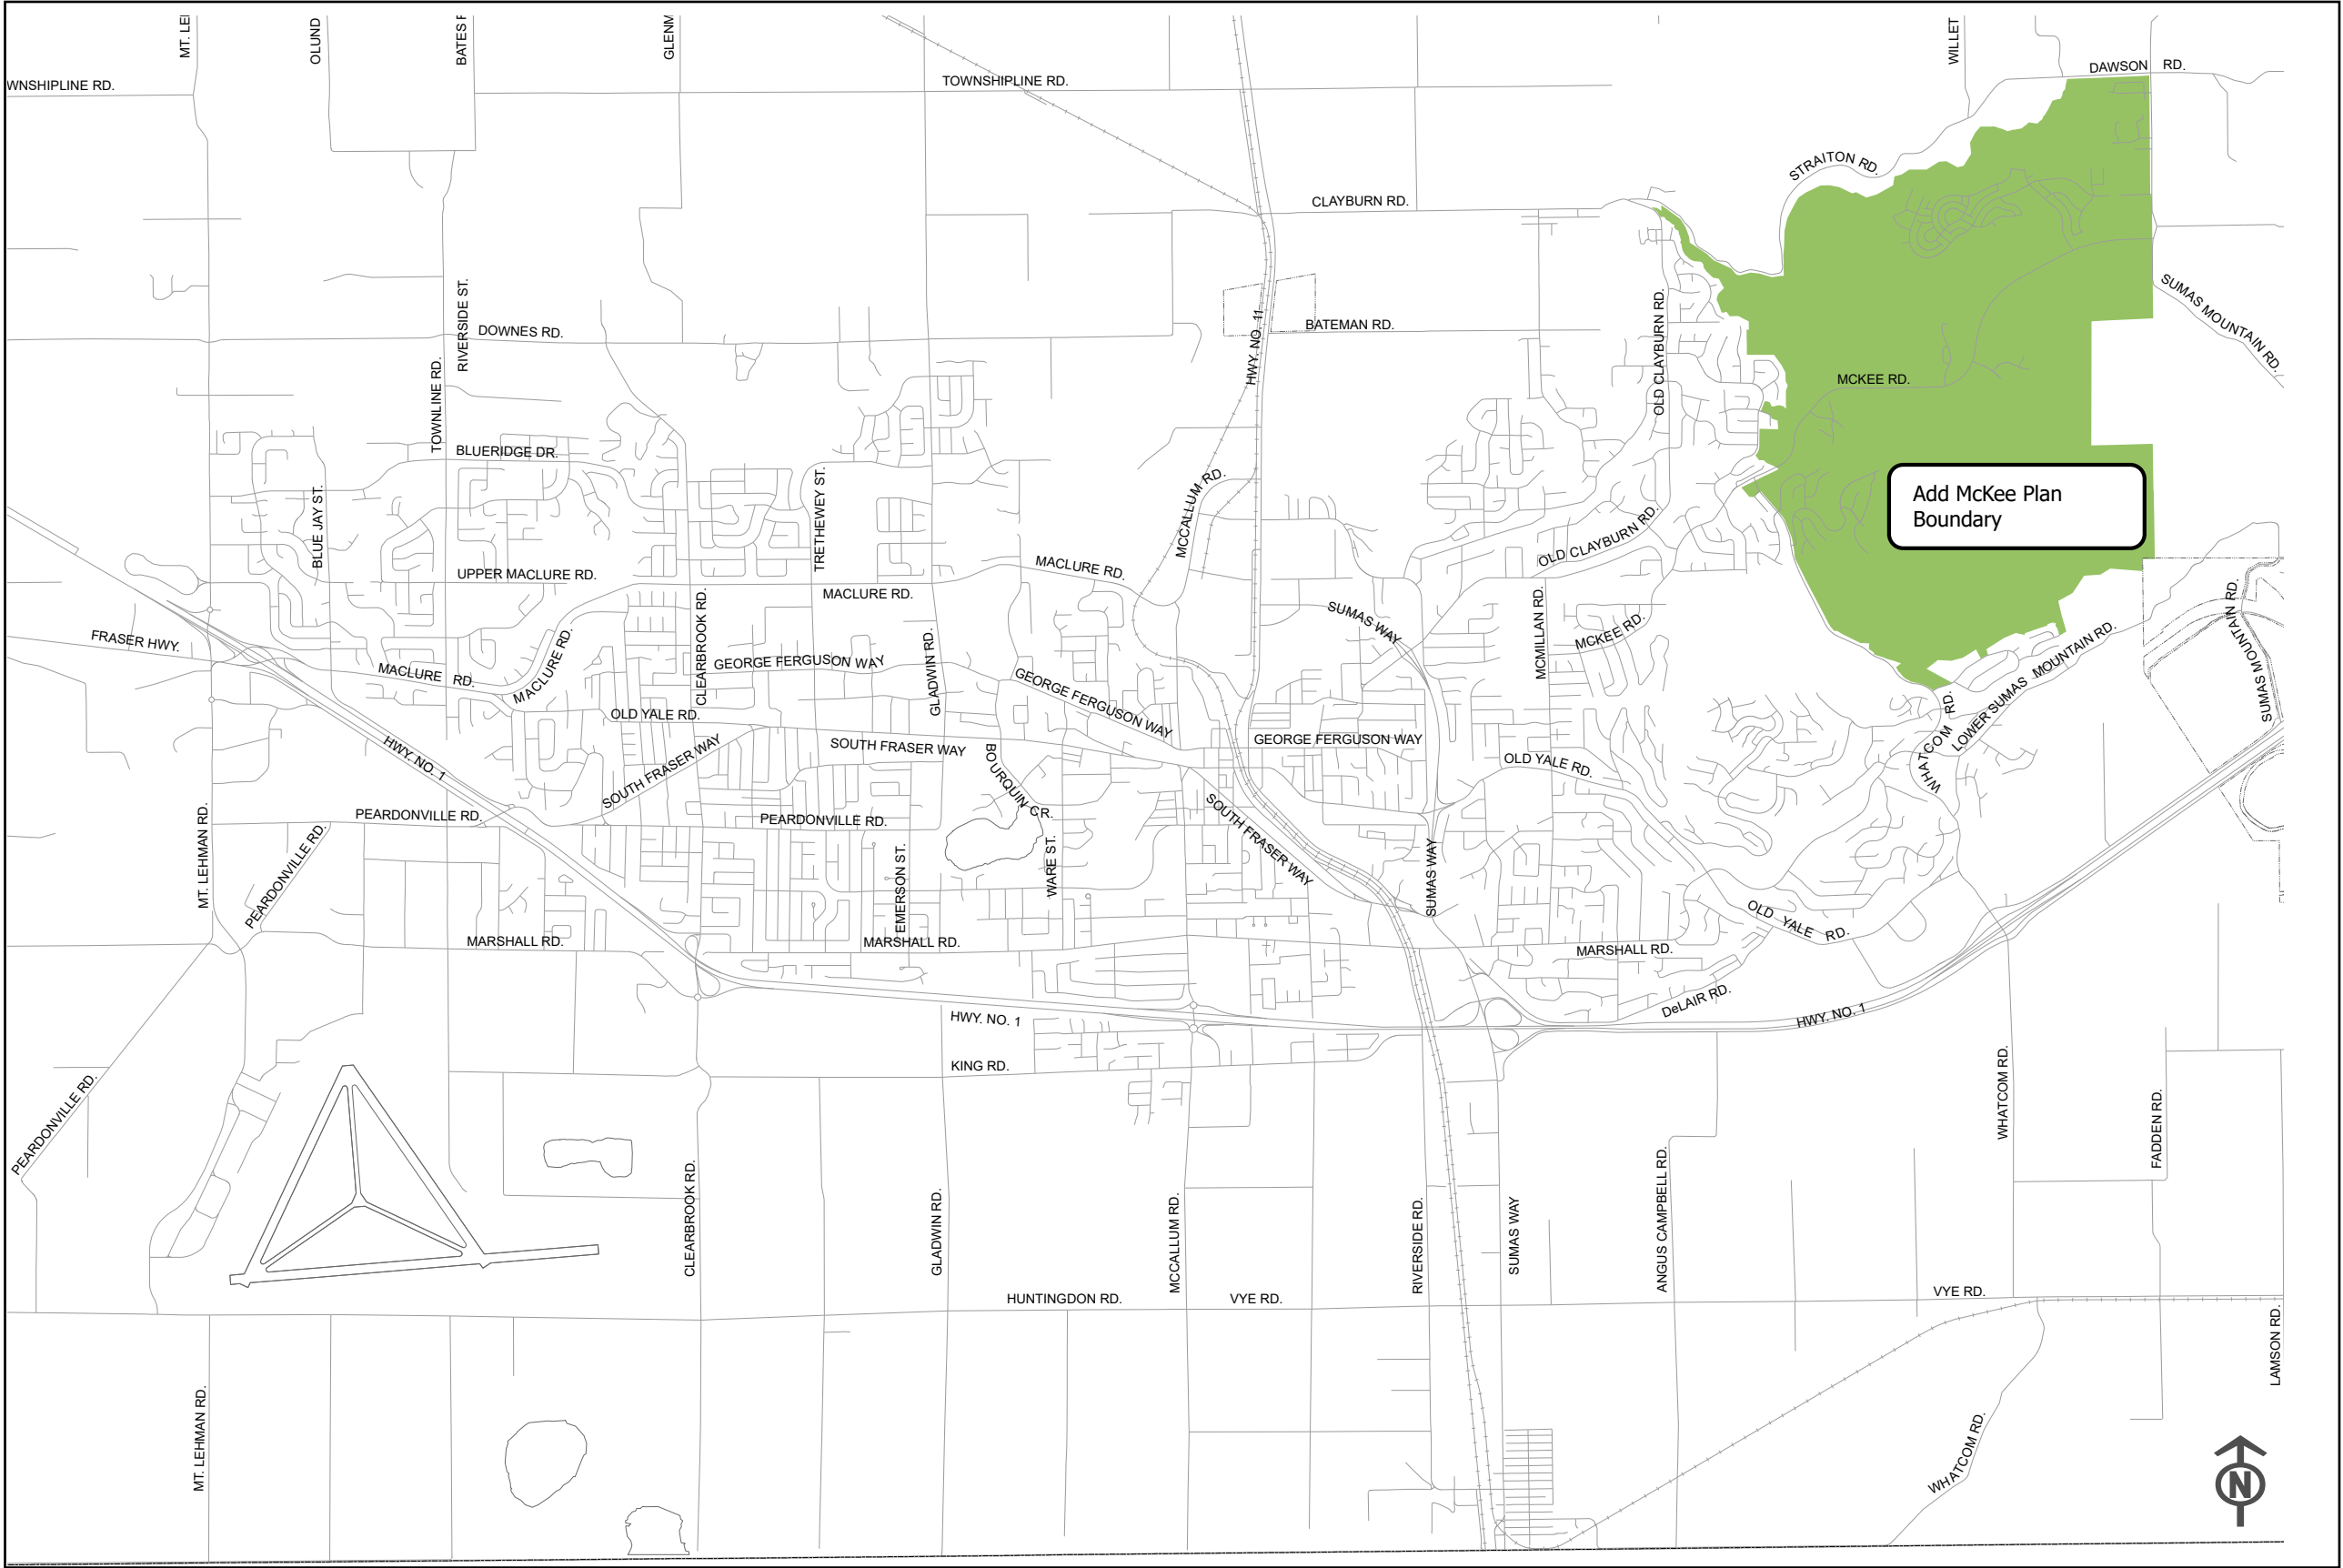 MT. LEI
OLUND
BATES F
GLENM
WILLET
WNSHIPLINE RD.
TOWNSHIPLINE RD.
DAWSON RD.
STRAITON RD.
CLAYBURN RD.
RIVERSIDE ST.
DOWNES RD.
HWY. NO. 11
BATEMAN RD.
OLD CLAYBURN RD.
SUMAS MOUNTAIN RD.
TOWNLINE RD.
MCKEE RD.
BLUERIDGE DR.
BLUE JAY ST.
TRETHEWEY ST.
MCCALLUM RD.
Add McKee Plan
Boundary
OLD CLAYBURN RD.
UPPER MACLURE RD.
MACLURE RD.
MACLURE RD.
CLEARBROOK RD.
SUMAS WAY
MCMILLAN RD.
MCKEE RD.
FRASER HWY.
MACLURE RD.
MACLURE RD.
GEORGE FERGUSON WAY
GLADWIN RD.
GEORGE FERGUSON WAY
LOWER SUMAS MOUNTAIN RD.
SUMAS MOUNTAIN RD.
OLD YALE RD.
SOUTH FRASER WAY
SOUTH FRASER WAY
GEORGE FERGUSON WAY
OLD YALE RD.
WHATCOM RD.
HWY. NO. 1
BOURQUIN CR.
PEARDONVILLE RD.
PEARDONVILLE RD.
PEARDONVILLE RD.
SOUTH FRASER WAY
MT. LEHMAN RD.
EMERSON ST.
WARE ST.
SUMAS WAY
MARSHALL RD.
MARSHALL RD.
MARSHALL RD.
OLD YALE RD.
DeLAIR RD.
HWY. NO. 1
HWY. NO. 1
KING RD.
PEARDONVILLE RD.
WHATCOM RD.
FADDEN RD.
CLEARBROOK RD.
GLADWIN RD.
MCCALLUM RD.
RIVERSIDE RD.
SUMAS WAY
ANGUS CAMPBELL RD.
HUNTINGDON RD.
VYE RD.
VYE RD.
LAMSON RD.
MT. LEHMAN RD.
WHATCOM RD.
N